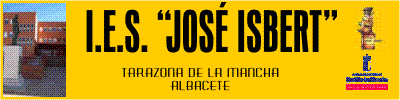 I.E.S. “JOSÉ ISBERT”
TARAZONA DE LA MANCHA
ALBACETE